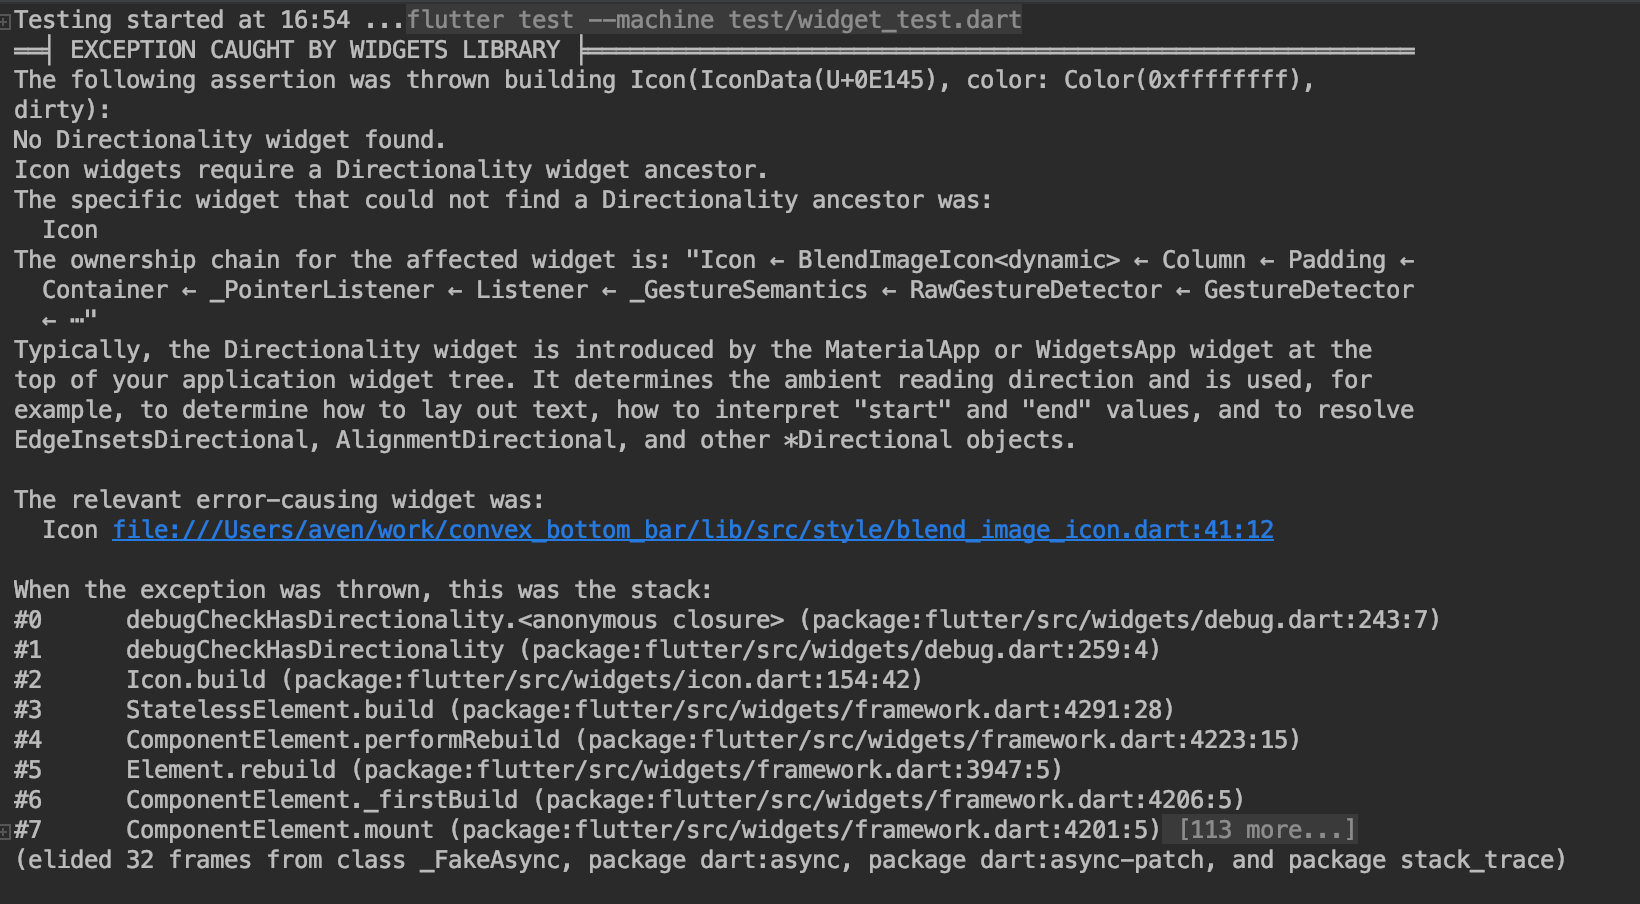 Testing started at 16:54 ...flutter test --machine test/widget_test.dart
══╡ EXCEPTION CAUGHT BY WIDGETS LIBRARY ╞═══════════════════════════════════════════════════════════
The following assertion was thrown building Icon(IconData(U+0E145), color: Color(0xffffffff),
dirty):
No Directionality widget found.
Icon widgets require a Directionality widget ancestor.
The specific widget that could not find a Directionality ancestor was:
  Icon
The ownership chain for the affected widget is: "Icon ← BlendImageIcon<dynamic> ← Column ← Padding ←
  Container ← _PointerListener ← Listener ← _GestureSemantics ← RawGestureDetector ← GestureDetector
  ← ⋯"
Typically, the Directionality widget is introduced by the MaterialApp or WidgetsApp widget at the
top of your application widget tree. It determines the ambient reading direction and is used, for
example, to determine how to lay out text, how to interpret "start" and "end" values, and to resolve
EdgeInsetsDirectional, AlignmentDirectional, and other *Directional objects.

The relevant error-causing widget was:
  Icon file:///Users/aven/work/convex_bottom_bar/lib/src/style/blend_image_icon.dart:41:12

When the exception was thrown, this was the stack:
#0      debugCheckHasDirectionality.<anonymous closure> (package:flutter/src/widgets/debug.dart:243:7)
#1      debugCheckHasDirectionality (package:flutter/src/widgets/debug.dart:259:4)
#2      Icon.build (package:flutter/src/widgets/icon.dart:154:42)
#3      StatelessElement.build (package:flutter/src/widgets/framework.dart:4291:28)
#4      ComponentElement.performRebuild (package:flutter/src/widgets/framework.dart:4223:15)
#5      Element.rebuild (package:flutter/src/widgets/framework.dart:3947:5)
#6      ComponentElement._firstBuild (package:flutter/src/widgets/framework.dart:4206:5)
#7      ComponentElement.mount (package:flutter/src/widgets/framework.dart:4201:5) [113 more...]
(elided 32 frames from class _FakeAsync, package dart:async, package dart:async-patch, and package stack_trace)